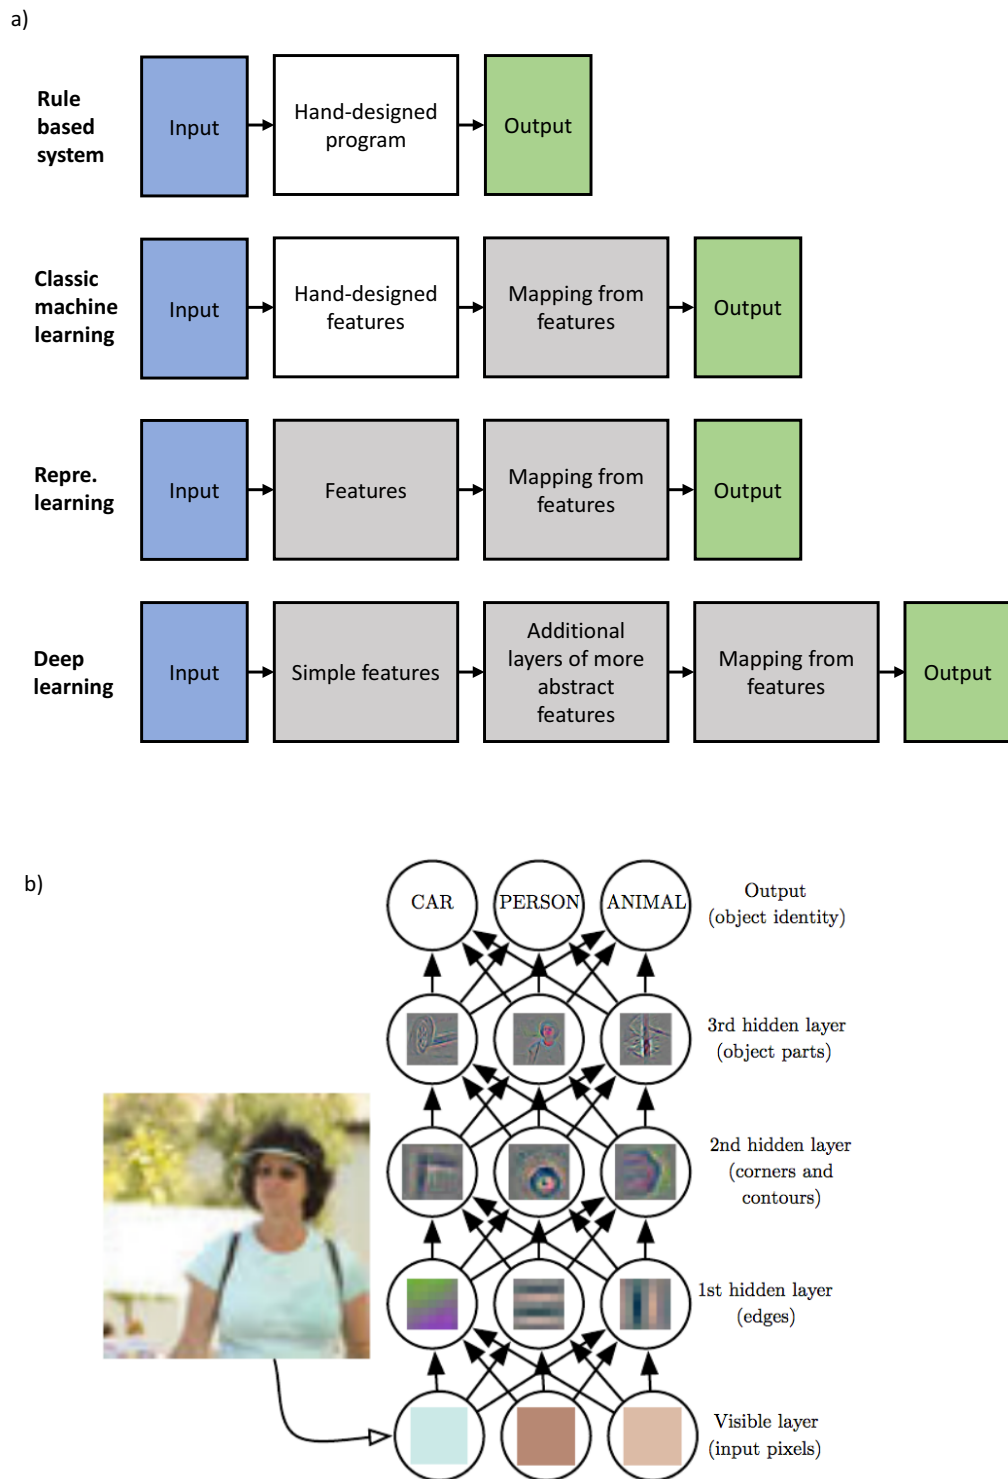 a)
Rule
based
system
Input
Hand-designed
program
Output
Classic
machine
learning
Input
Hand-designed
features
Mapping from
features
Output
Repre.
learning
Input
Features
Mapping from
features
Output
Deep
learning
Input
Simple features
Additional
layers of more
abstract
features
Mapping from
features
Output
b)
CAR
PERSON
ANIMAL
Output
(object identity)
3rd hidden layer
(object parts)
2nd hidden layer
(corners and
contours)
1st hidden layer
(edges)
Visible layer
(input pixels)